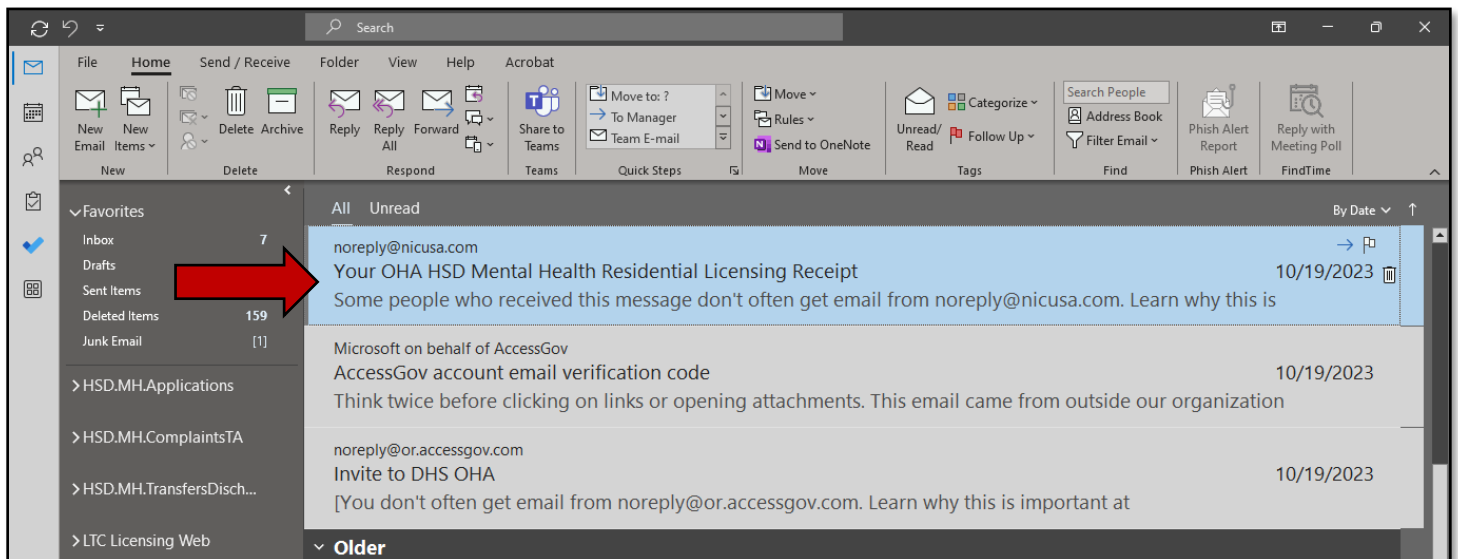 Search
File Home Send / Receive Folder View Help Acrobat
New Email
New Items
Delete
Archive
Reply
Reply All
Forward
Share to Teams
Move to: ?
To Manager
Team E-mail
Move
Rules
Send to OneNote
Unread/ Read
Categorize
Follow Up
Search People
Address Book
Filter Email
Phish Alert Report
Reply with Meeting Poll
New Delete Respond Teams Quick Steps Move Tags Find Phish Alert FindTime
Favorites
Inbox 7
Drafts
Sent Items
Deleted Items 159
Junk Email [1]
HSD.MH.Applications
HSD.MH.ComplaintsTA
HSD.MH.TransfersDisch...
LTC Licensing Web
All Unread By Date
noreply@nicusa.com
Your OHA HSD Mental Health Residential Licensing Receipt 10/19/2023
Some people who received this message don't often get email from noreply@nicusa.com. Learn why this is
Microsoft on behalf of AccessGov
AccessGov account email verification code 10/19/2023
Think twice before clicking on links or opening attachments. This email came from outside our organization
noreply@or.accessgov.com
Invite to DHS OHA 10/19/2023
[You don't often get email from noreply@or.accessgov.com. Learn why this is important at
Older